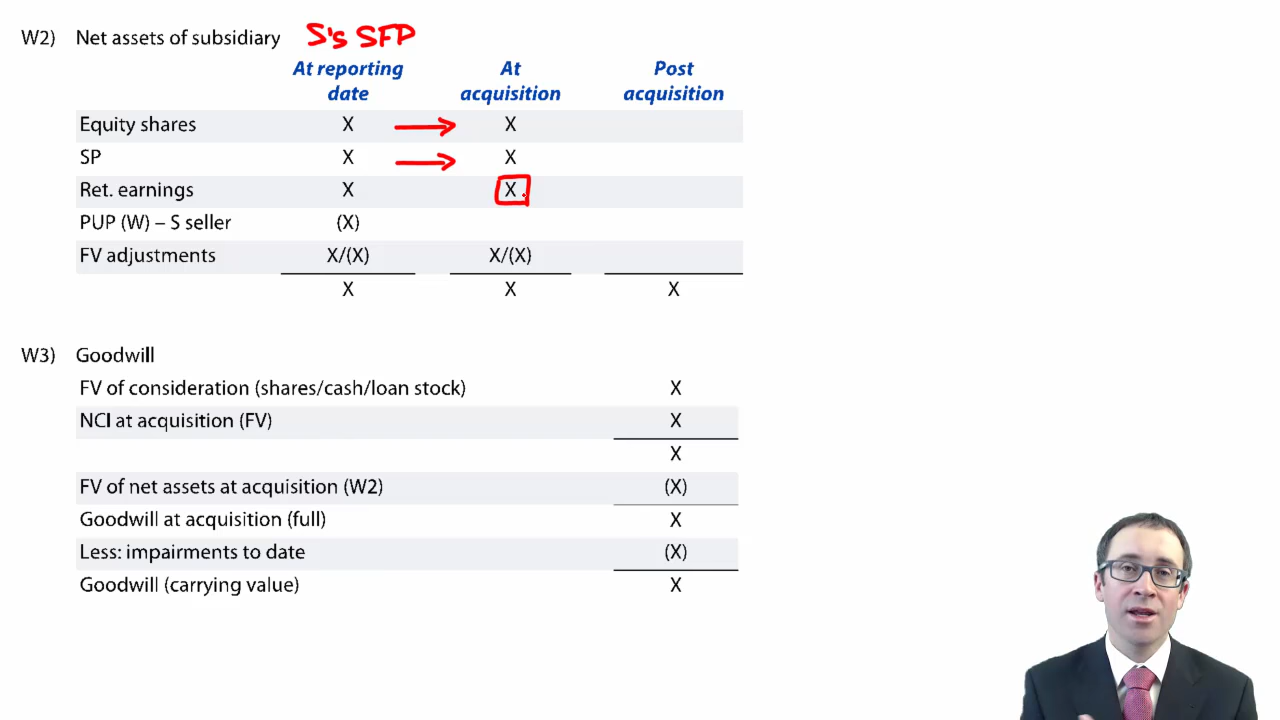 W2) Net assets of subsidiary S's SFP
At reporting date At acquisition Post acquisition
Equity shares X → X
SP X → X
Ret. earnings X X
PUP (W) – S seller (X)
FV adjustments X/(X) X/(X)
X X X
W3) Goodwill
FV of consideration (shares/cash/loan stock) X
NCI at acquisition (FV) X
X
FV of net assets at acquisition (W2) (X)
Goodwill at acquisition (full) X
Less: impairments to date (X)
Goodwill (carrying value) X